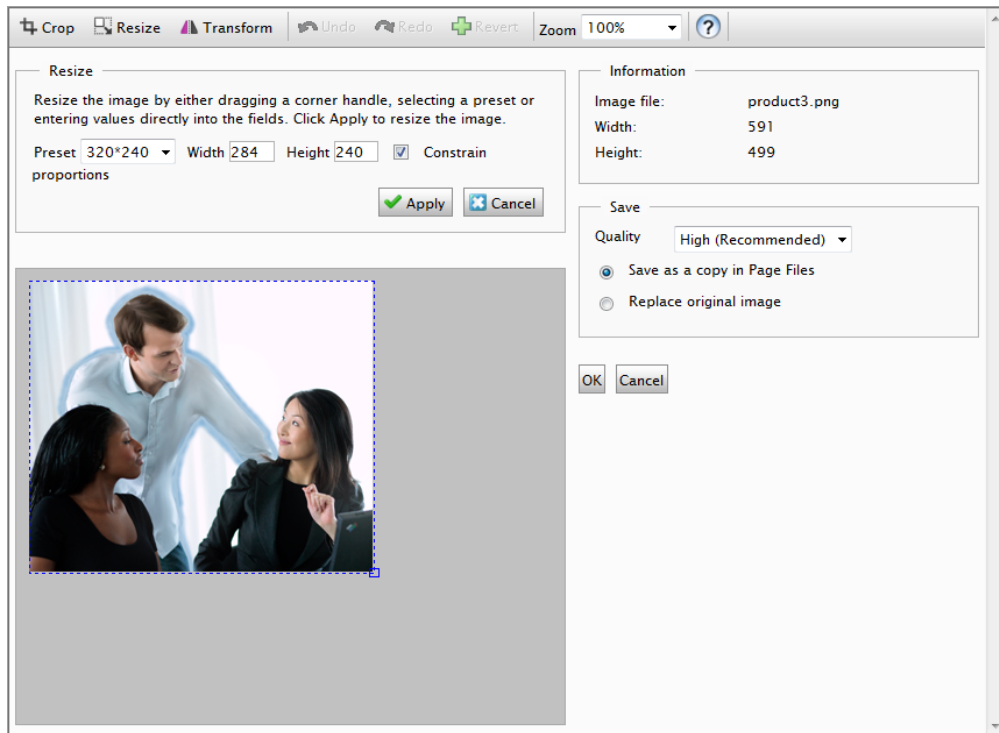 Crop Resize Transform Undo Redo Revert Zoom 100% ?
Resize
Resize the image by either dragging a corner handle, selecting a preset or
entering values directly into the fields. Click Apply to resize the image.
Preset 320*240 Width 284 Height 240 Constrain
proportions
Apply Cancel
Information
Image file: product3.png
Width: 591
Height: 499
Save
Quality High (Recommended)
Save as a copy in Page Files
Replace original image
OK Cancel